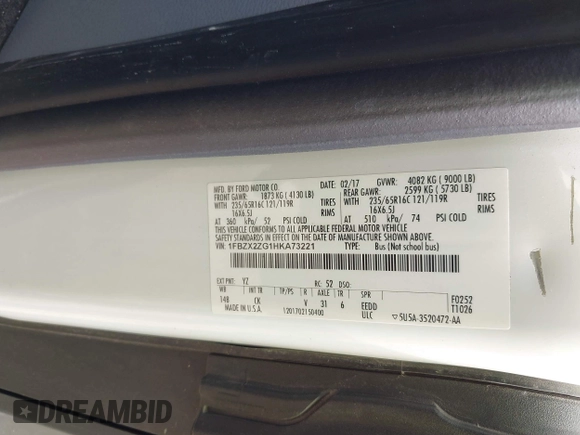 MFD. BY FORD MOTOR CO.
02/17 GVWR: 4082 KG ( 9000 LB)
FRONT GAWR: 1873 KG ( 4130 LB)
REAR GAWR: 2599 KG ( 5730 LB)
WITH 235/65R16C 121/119R TIRES
WITH 235/65R16C 121/119R TIRES
16X6.5J RIMS
16X6.5J RIMS
AT 360 kPa/ 52 PSI COLD
AT 510 kPa/ 74 PSI COLD
THIS VEHICLE CONFORMS TO ALL APPLICABLE FEDERAL MOTOR VEHICLE
SAFETY STANDARDS IN EFFECT ON THE DATE OF MANUFACTURE SHOWN ABOVE.
VIN: 1FBZX2ZG1HKA73221
TYPE: Bus (Not school bus)
EXT PNT: YZ RC: 52 DSO:
WB INT TR TP/PS R AXLE TR SPR
148 CK V 31 6 EEDD
F0252
T1026
MADE IN U.S.A. 1201702150400 ULC
▽5U5A-3520472-AA
DREAMBID